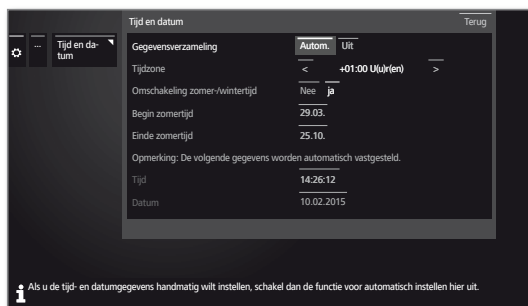 Tijd en datum Terug
... Tijd en da-
tum
Gegevensverzameling Autom. Uit
Tijdzone < +01:00 U(u)r(en) >
Omschakeling zomer-/wintertijd Nee ja
Begin zomertijd 29.03.
Einde zomertijd 25.10.
Opmerking: De volgende gegevens worden automatisch vastgesteld.
Tijd 14:26:12
Datum 10.02.2015
Als u de tijd- en datumgegevens handmatig wilt instellen, schakel dan de functie voor automatisch instellen hier uit.